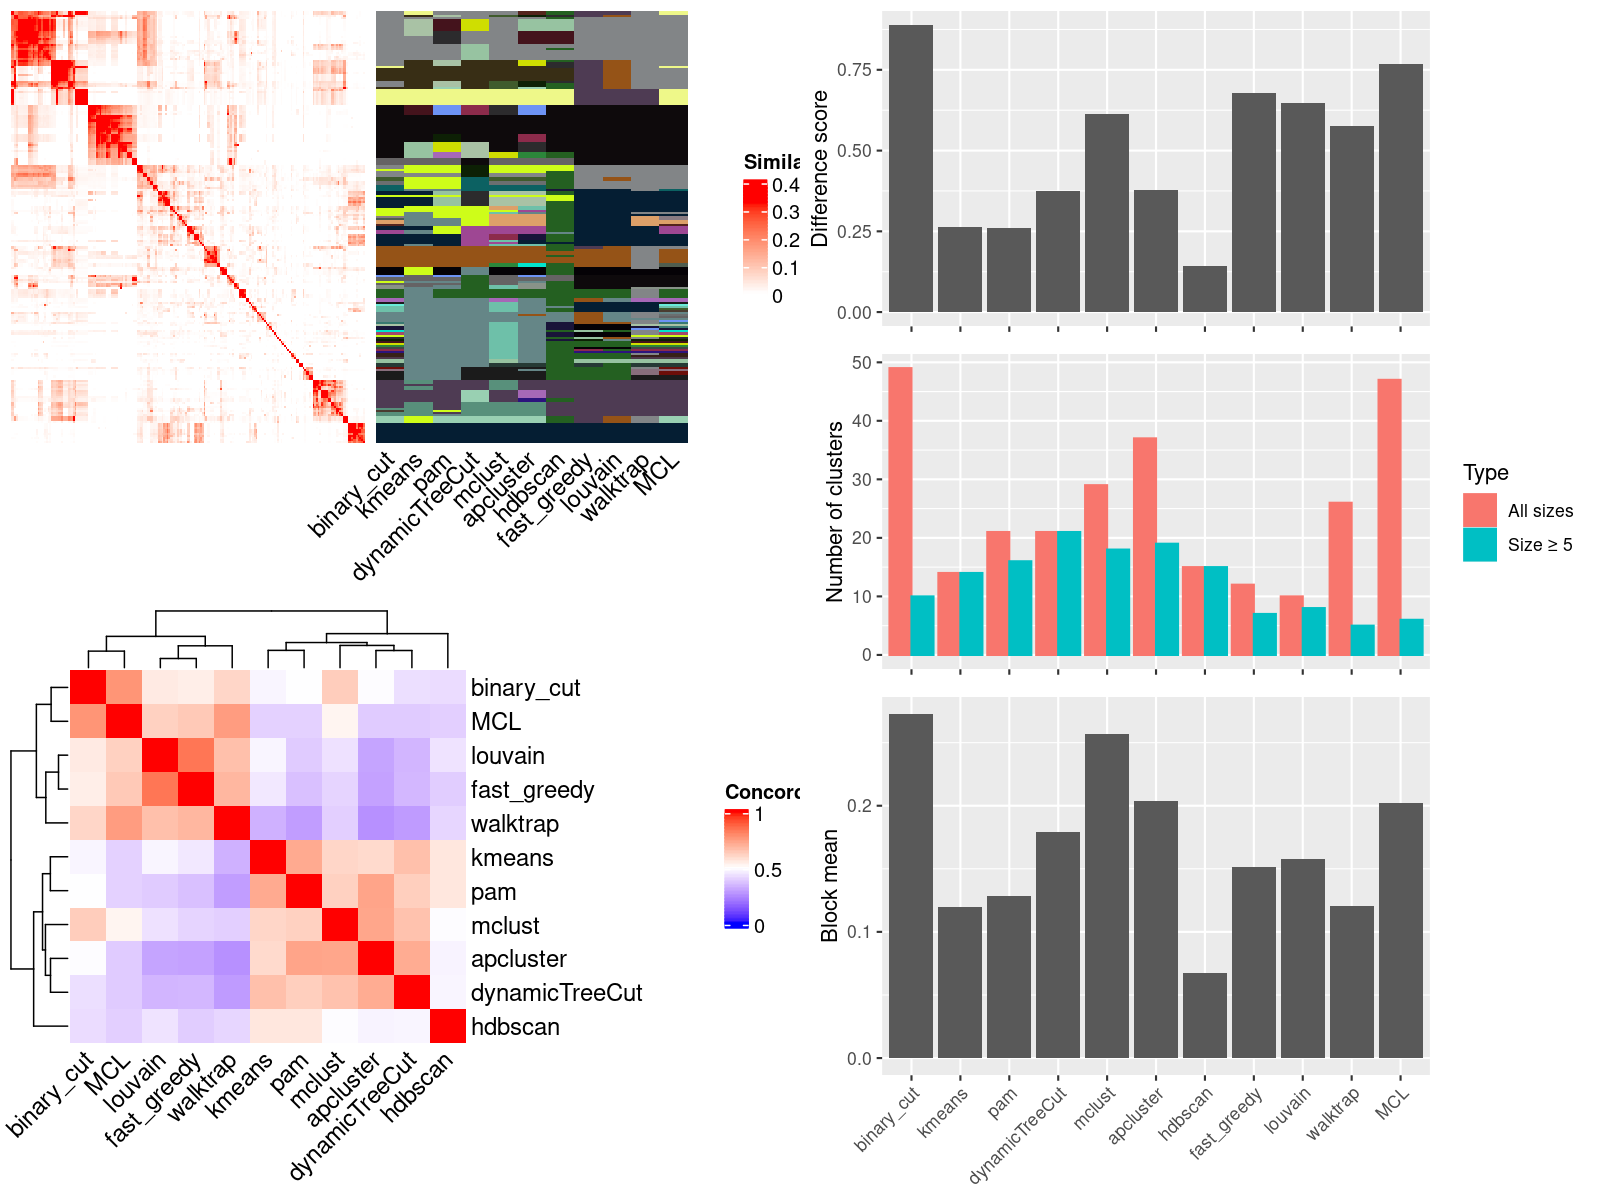 Simila
0.4
0.3
0.2
0.1
0
binary_cut
kmeans
pam
dynamicTreeCut
mclust
apcluster
hdbscan
fast_greedy
louvain
walktrap
MCL
binary_cut
MCL
louvain
fast_greedy
walktrap
kmeans
pam
mclust
apcluster
dynamicTreeCut
hdbscan
binary_cut
MCL
louvain
fast_greedy
walktrap
kmeans
pam
mclust
apcluster
dynamicTreeCut
hdbscan
Concord
1
0.5
0
Difference score
0.75
0.50
0.25
0.00
Number of clusters
50
40
30
20
10
0
Type
All sizes
Size ≥ 5
Block mean
0.2
0.1
0.0
binary_cut
kmeans
pam
dynamicTreeCut
mclust
apcluster
hdbscan
fast_greedy
louvain
walktrap
MCL